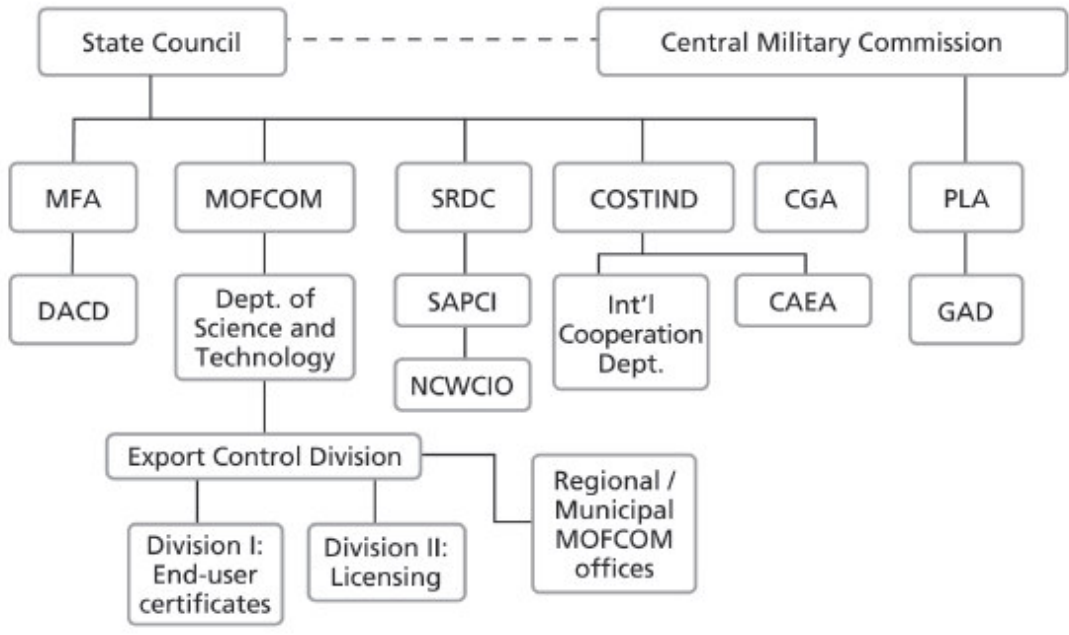 State Council
Central Military Commission
MFA
MOFCOM
SRDC
COSTIND
CGA
PLA
DACD
Dept. of
Science and
Technology
SAPCI
Int'l
Cooperation
Dept.
CAEA
GAD
NCWCIO
Export Control Division
Regional /
Municipal
MOFCOM
offices
Division I:
End-user
certificates
Division II:
Licensing